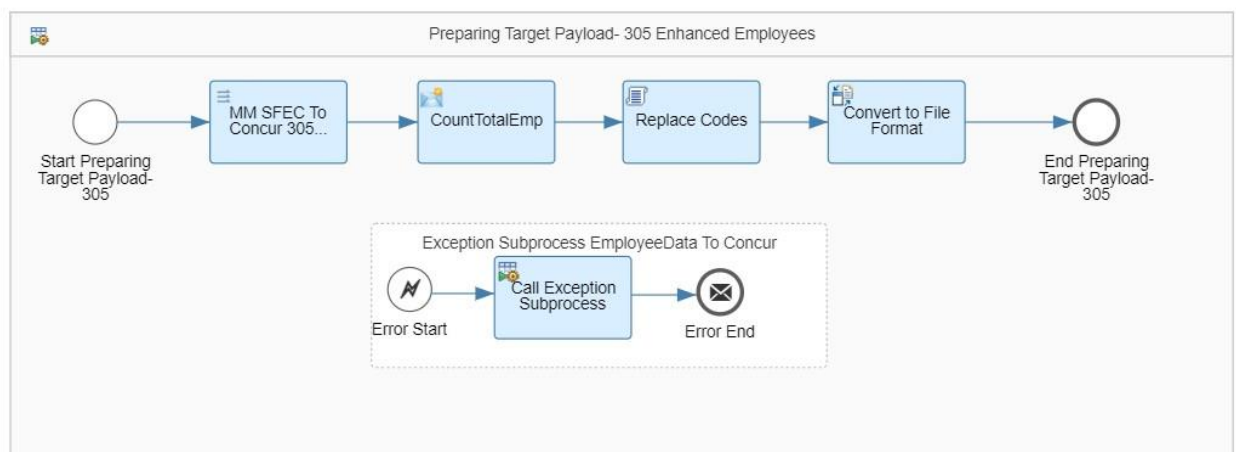 Preparing Target Payload- 305 Enhanced Employees
MM SFEC To
Concur 305...
CountTotalEmp
Replace Codes
Convert to File
Format
Start Preparing
Target Payload-
305
End Preparing
Target Payload-
305
Exception Subprocess EmployeeData To Concur
Call Exception
Subprocess
Error Start
Error End